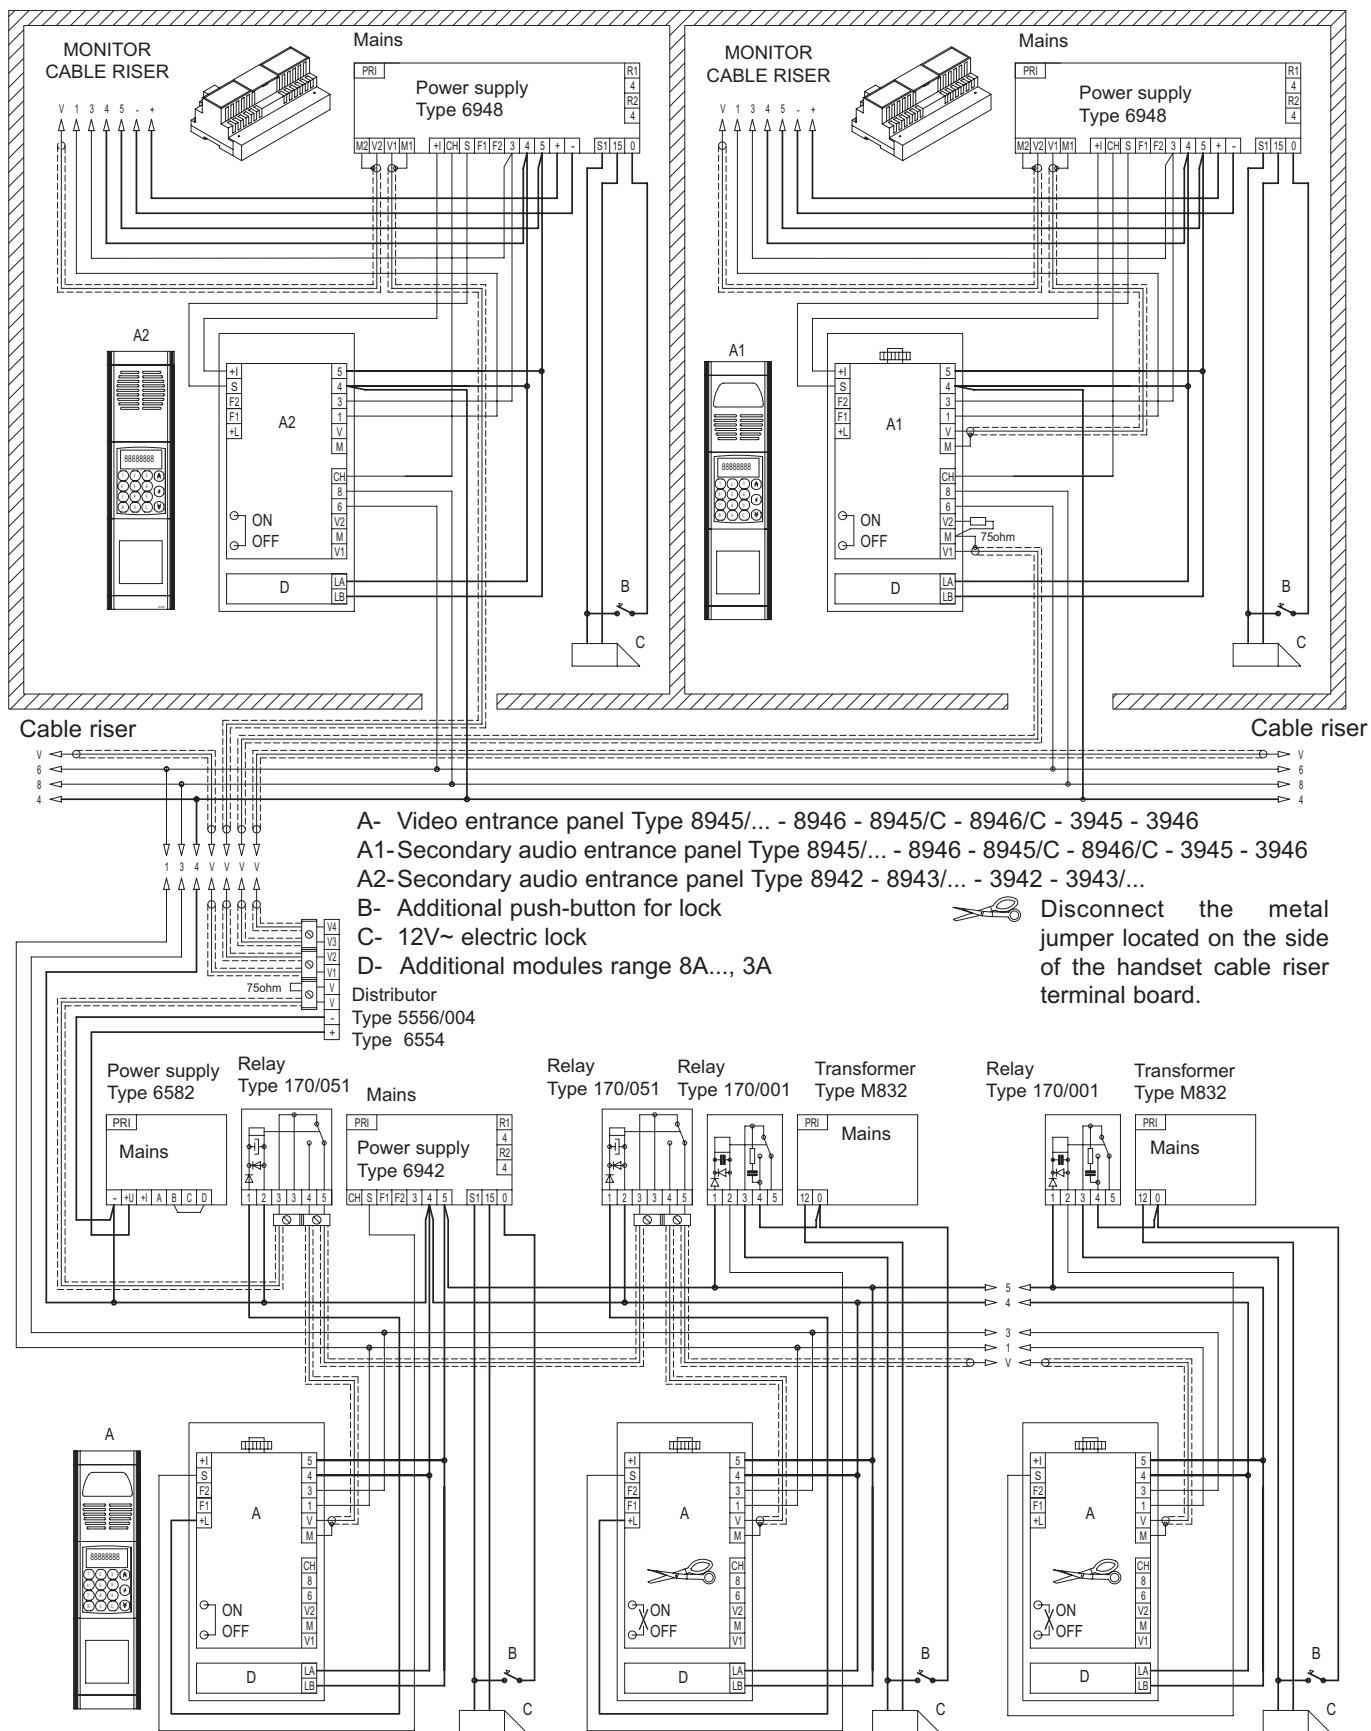 MONITOR
CABLE RISER
Mains
PRI
Power supply
Type 6948
R1
4
R2
4
V 1 3 4 5 - +
M2 V2 V1 M1 +I CH S F1 F2 3 4 5 + - S1 15 0
MONITOR
CABLE RISER
Mains
PRI
Power supply
Type 6948
R1
4
R2
4
V 1 3 4 5 - +
M2 V2 V1 M1 +I CH S F1 F2 3 4 5 + - S1 15 0
A2
88888888
+I
S
F2
F1
+L
A2
5
4
3
1
V
M
CH
8
6
V2
M
V1
ON
OFF
D
LA
LB
B
C
A1
88888888
+I
S
F2
F1
+L
A1
5
4
3
1
V
M
CH
8
6
V2
M
V1
75ohm
ON
OFF
D
LA
LB
B
C
Cable riser
Cable riser
V
6
8
4
V
6
8
4
A- Video entrance panel Type 8945/... - 8946 - 8945/C - 8946/C - 3945 - 3946
A1-Secondary audio entrance panel Type 8945/... - 8946 - 8945/C - 8946/C - 3945 - 3946
A2-Secondary audio entrance panel Type 8942 - 8943/... - 3942 - 3943/...
B- Additional push-button for lock
C- 12V~ electric lock
D- Additional modules range 8A..., 3A
Disconnect the metal
jumper located on the side
of the handset cable riser
terminal board.
1 3 4 V V V V
V4
V3
V2
V1
V
V
-
+
75ohm
Distributor
Type 5556/004
Type 6554
Power supply
Type 6582
PRI
Mains
- +U +I A B C D
Relay
Type 170/051
1 2 3 3 4 5
Mains
PRI
Power supply
Type 6942
R1
4
R2
4
CH S F1 F2 3 4 5 S1 15 0
Relay
Type 170/051
1 2 3 3 4 5
Relay
Type 170/001
1 2 3 4 5
Transformer
Type M832
PRI
Mains
12 0
Relay
Type 170/001
1 2 3 4 5
Transformer
Type M832
PRI
Mains
12 0
5
4
3
1
V
A
88888888
+I
S
F2
F1
+L
A
5
4
3
1
V
M
CH
8
6
V2
M
V1
ON
OFF
D
LA
LB
B
C
+I
S
F2
F1
+L
A
5
4
3
1
V
M
CH
8
6
V2
M
V1
ON
OFF
D
LA
LB
B
C
+I
S
F2
F1
+L
A
5
4
3
1
V
M
CH
8
6
V2
M
V1
ON
OFF
D
LA
LB
B
C